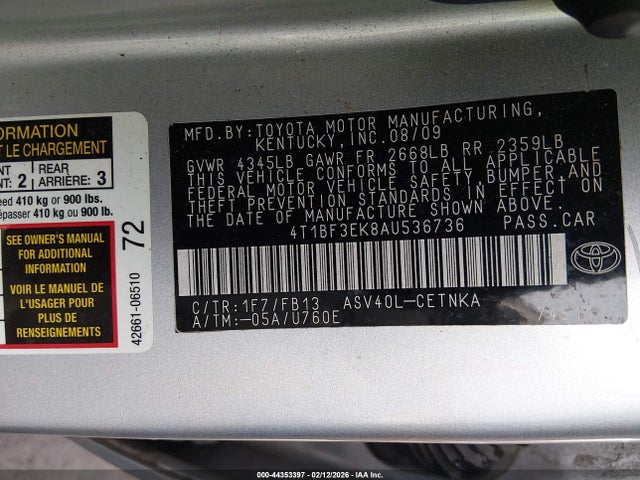 ORMATION
T LE CHARGEMENT
NT
NT: 2
REAR
ARRIÈRE: 3
eed 410 kg or 900 lbs.
épasser 410 kg ou 900 lb.
SEE OWNER'S MANUAL
FOR ADDITIONAL
INFORMATION
VOIR LE MANUEL DE
L'USAGER POUR PLUS DE
RENSEIGNEMENTS
72
42661-06510
MFD.BY:TOYOTA MOTOR MANUFACTURING,
KENTUCKY,INC.08/09
GVWR 4345LB GAWR FR 2668LB RR 2359LB
THIS VEHICLE CONFORMS TO ALL APPLICABLE
FEDERAL MOTOR VEHICLE SAFETY,BUMPER,AND
THEFT PREVENTION STANDARDS IN EFFECT ON
THE DATE OF MANUFACTURE SHOWN ABOVE.
4T1BF3EK8AU536736 PASS.CAR
C/TR:1F7/FB13 ASV40L-CETNKA
A/TM:-05A/U760E
TOYOTA
000-44353397 - 02/12/2026 - IAA Inc.